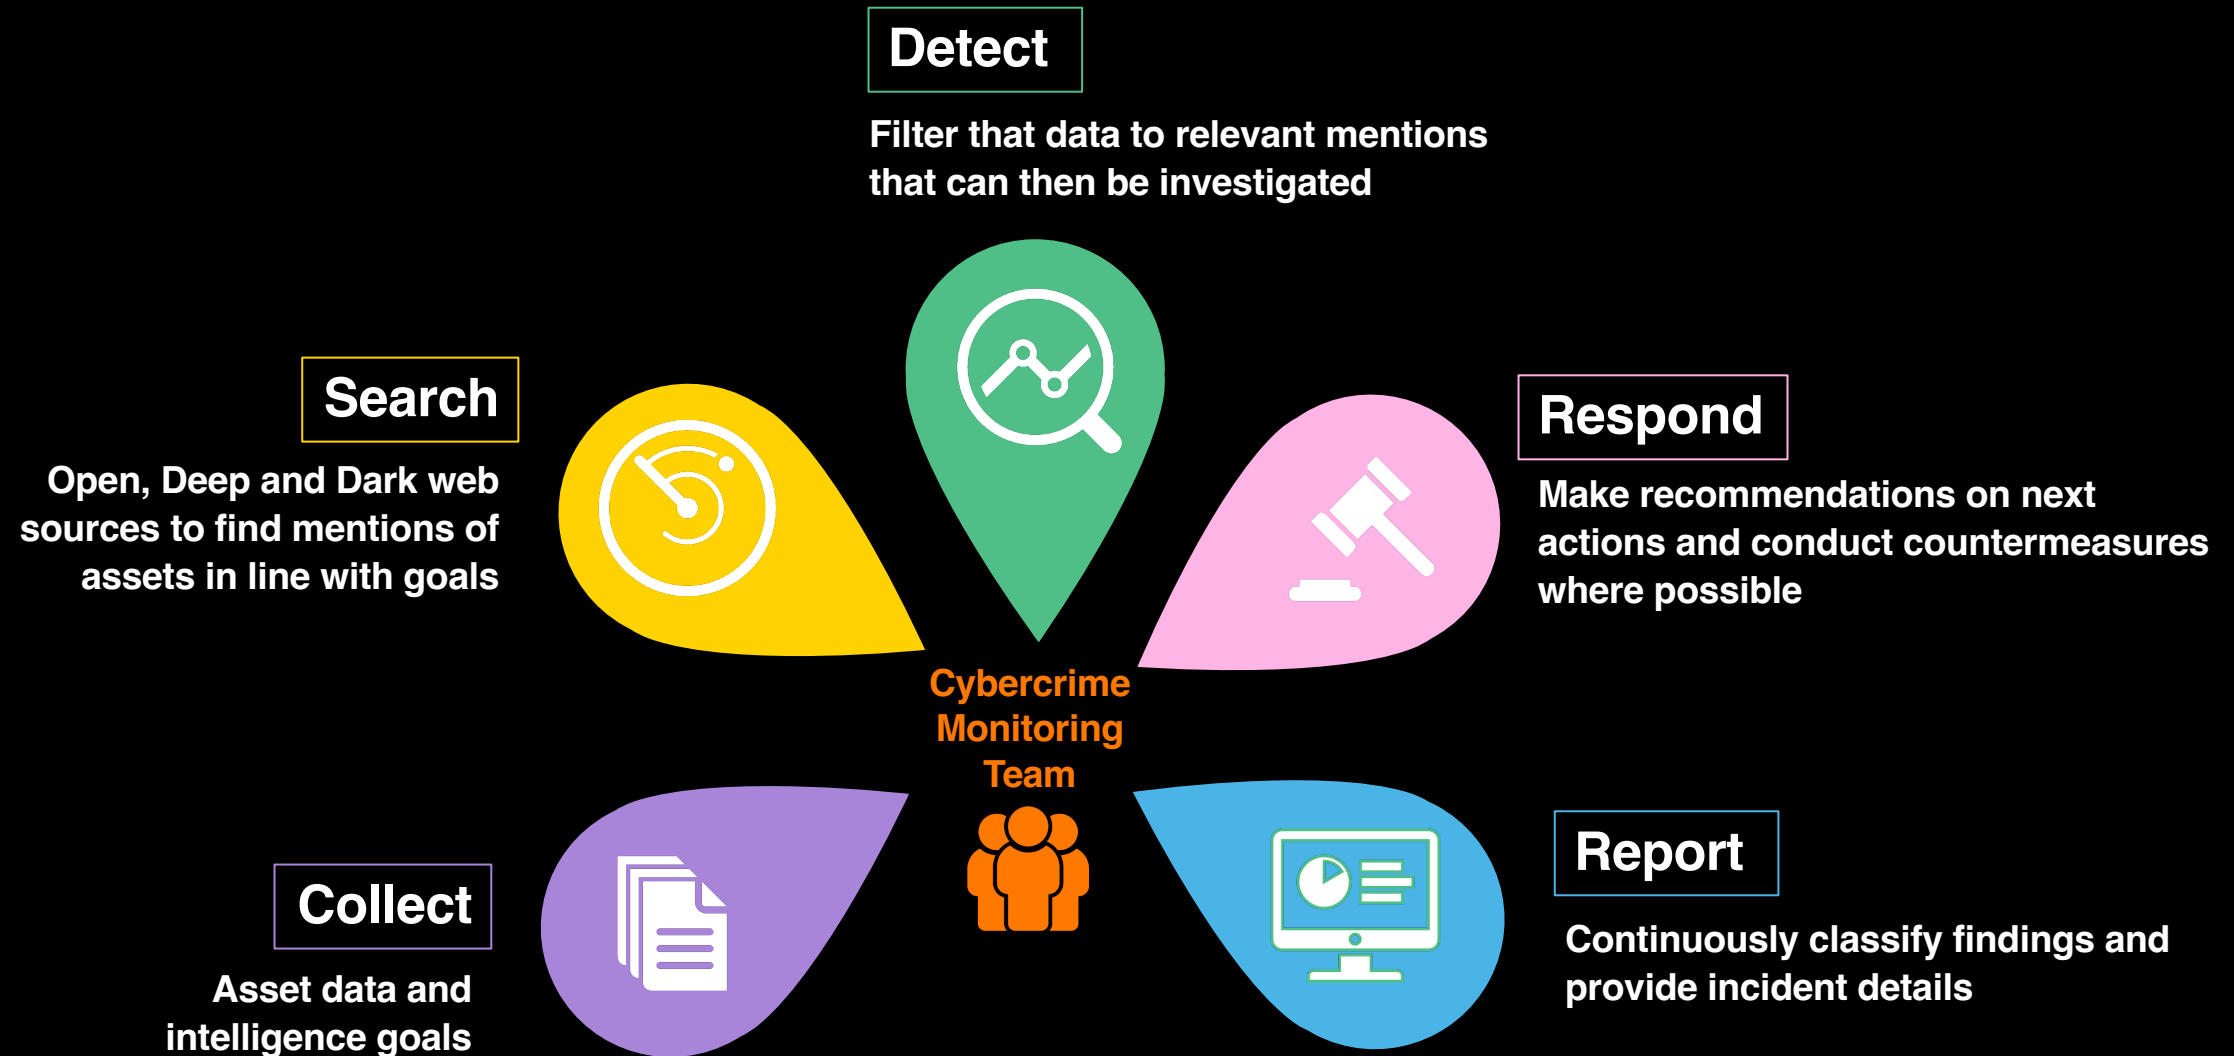 Detect
Filter that data to relevant mentions
that can then be investigated
Search
Open, Deep and Dark web
sources to find mentions of
assets in line with goals
Respond
Make recommendations on next
actions and conduct countermeasures
where possible
Cybercrime
Monitoring
Team
Collect
Asset data and
intelligence goals
Report
Continuously classify findings and
provide incident details